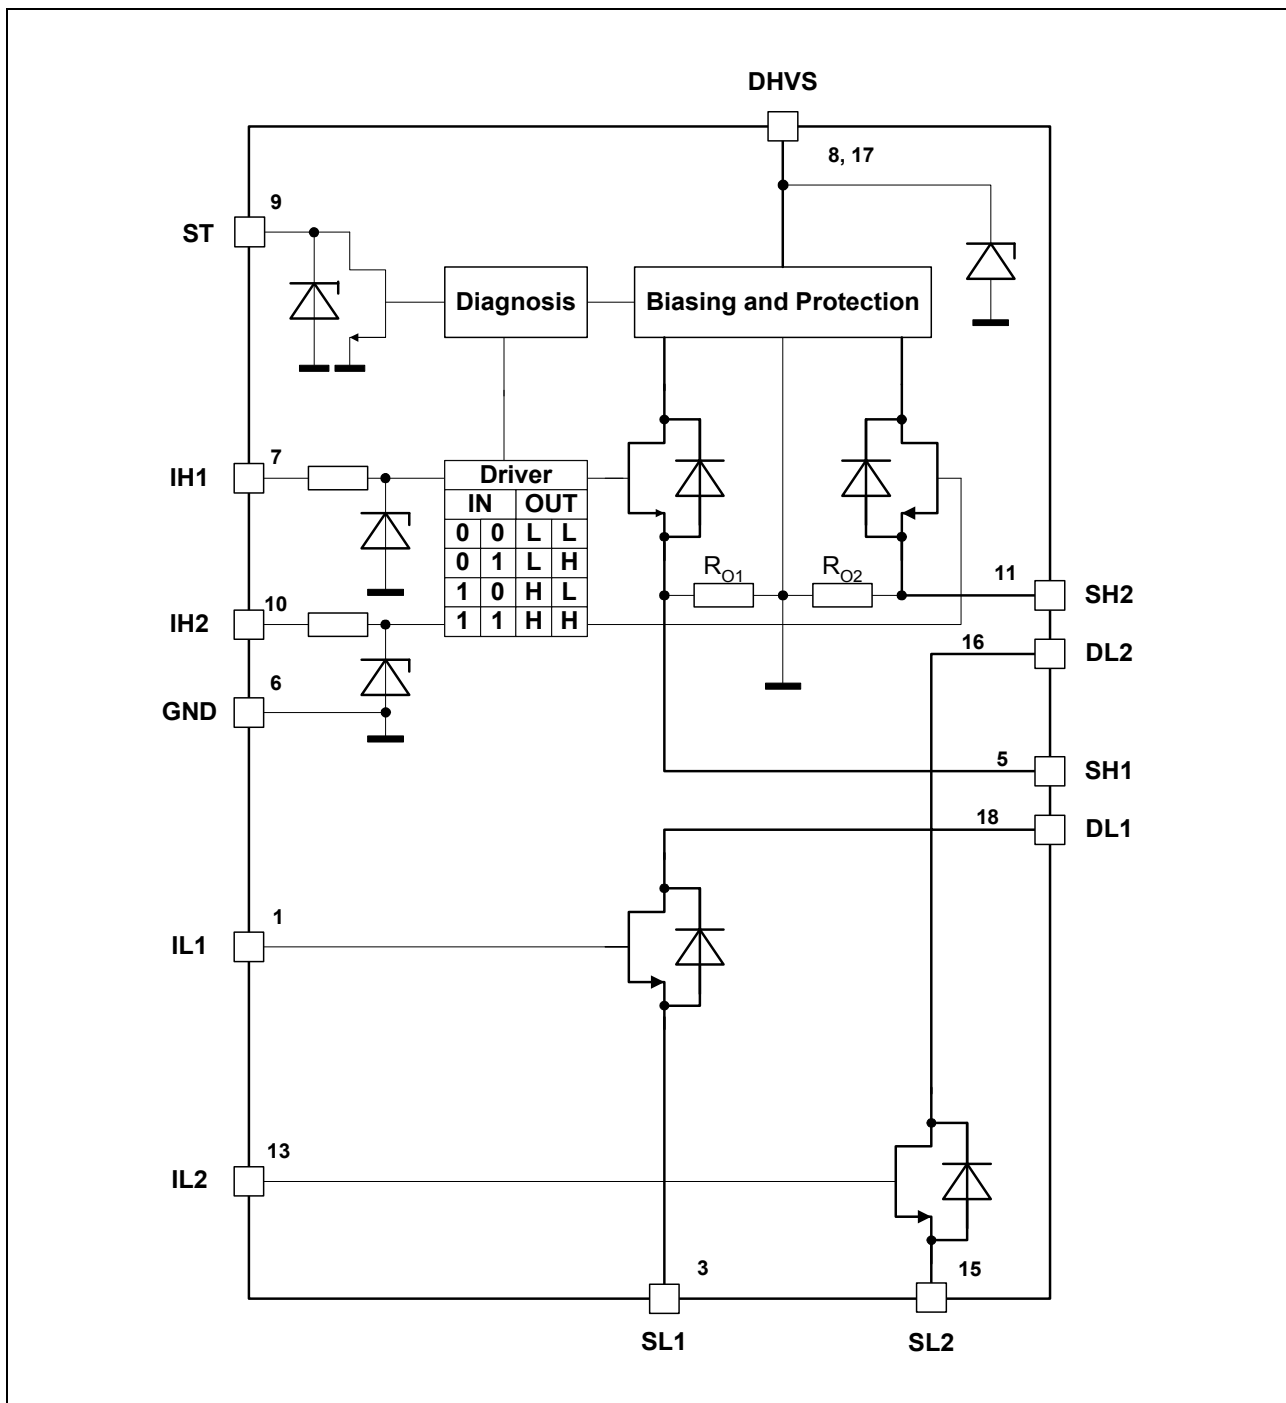 DHVS
8, 17
9
ST
Diagnosis
Biasing and Protection
7
IH1
Driver
IN OUT
0 0 L L
0 1 L H
1 0 H L
1 1 H H
RO1
RO2
11
SH2
10
IH2
16
DL2
6
GND
5
SH1
18
DL1
1
IL1
13
IL2
3
15
SL1
SL2